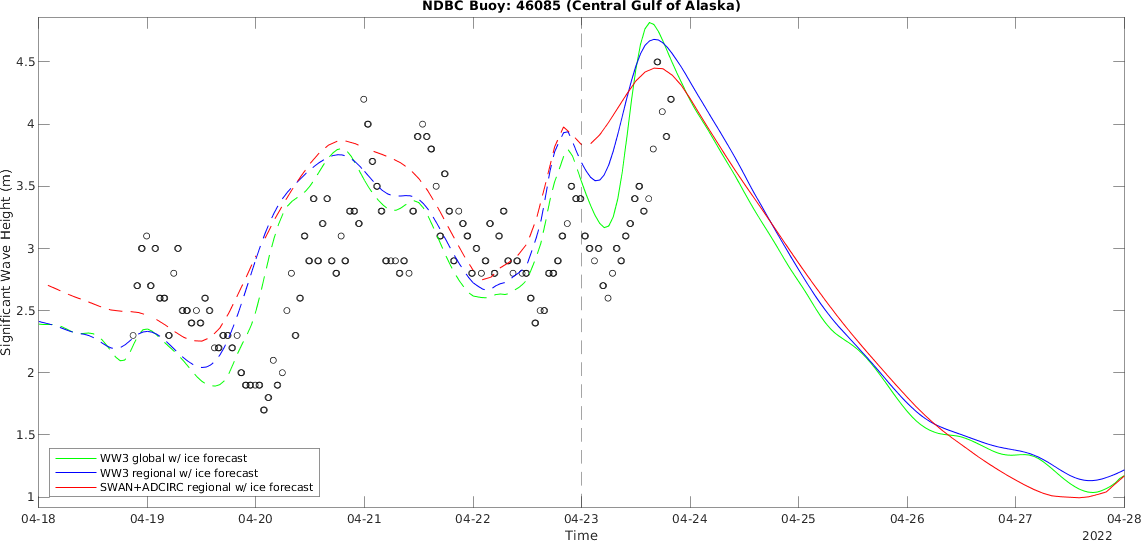 NDBC Buoy: 46085 (Central Gulf of Alaska)
Significant Wave Height (m)
4.5
4
3.5
3
2.5
2
1.5
1
WW3 global w/ ice forecast
WW3 regional w/ ice forecast
SWAN+ADCIRC regional w/ ice forecast
04-18 04-19 04-20 04-21 04-22 04-23 04-24 04-25 04-26 04-27 04-28
Time
2022